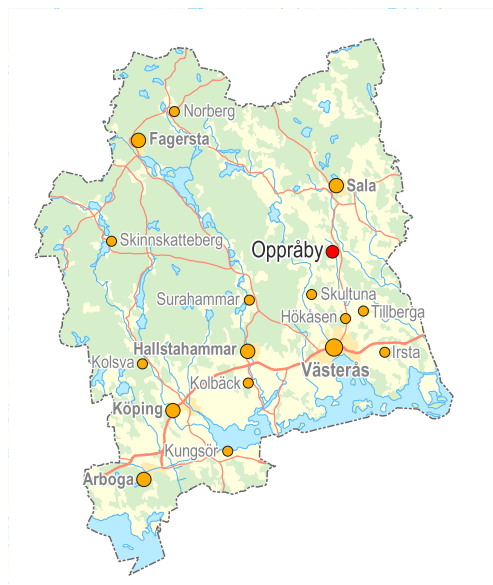 Norberg
Fagersta
Sala
Skinnskatteberg
Oppråby
Surahammar
Skultuna
Hökåsen
Tillberga
Hallstahammar
Irsta
Kolsva
Västerås
Kolbäck
Köping
Kungsör
Arboga